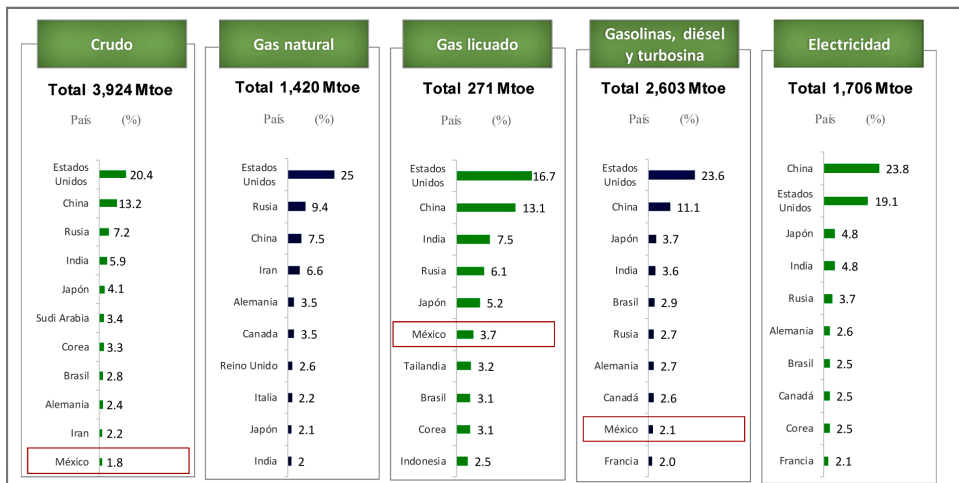 Crudo
Total 3,924 Mtoe
País (%)
Estados Unidos 20.4
China 13.2
Rusia 7.2
India 5.9
Japón 4.1
Sudi Arabia 3.4
Corea 3.3
Brasil 2.8
Alemania 2.4
Iran 2.2
México 1.8
Gas natural
Total 1,420 Mtoe
País (%)
Estados Unidos 25
Rusia 9.4
China 7.5
Iran 6.6
Alemania 3.5
Canada 3.5
Reino Unido 2.6
Italia 2.2
Japón 2.1
India 2
Gas licuado
Total 271 Mtoe
País (%)
Estados Unidos 16.7
China 13.1
India 7.5
Rusia 6.1
Japón 5.2
México 3.7
Tailandia 3.2
Brasil 3.1
Corea 3.1
Indonesia 2.5
Gasolinas, diésel
y turbosina
Total 2,603 Mtoe
País (%)
Estados Unidos 23.6
China 11.1
Japón 3.7
India 3.6
Brasil 2.9
Rusia 2.7
Alemania 2.7
Canadá 2.6
México 2.1
Francia 2.0
Electricidad
Total 1,706 Mtoe
País (%)
China 23.8
Estados Unidos 19.1
Japón 4.8
India 4.8
Rusia 3.7
Alemania 2.6
Brasil 2.5
Canadá 2.5
Corea 2.5
Francia 2.1